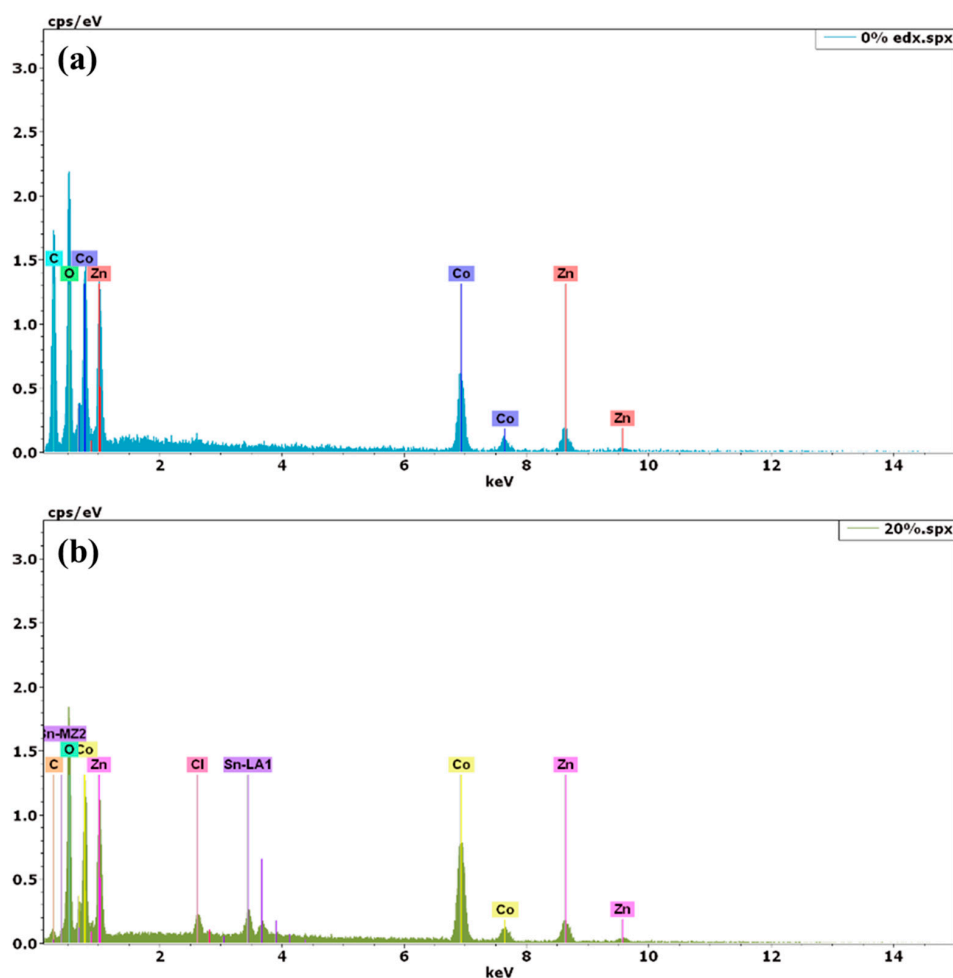 cps/eV
0% edx.spx
(a)
3.0
2.5
2.0
1.5
1.0
0.5
0.0
C
Co
O
Zn
Co
Zn
Co
Zn
2 4 6 8 10 12 14
keV
cps/eV
20%.spx
(b)
3.0
2.5
2.0
1.5
1.0
0.5
0.0
Sn-MZ2
O Co
C Zn Cl Sn-LA1 Co Zn
Co Zn
2 4 6 8 10 12 14
keV